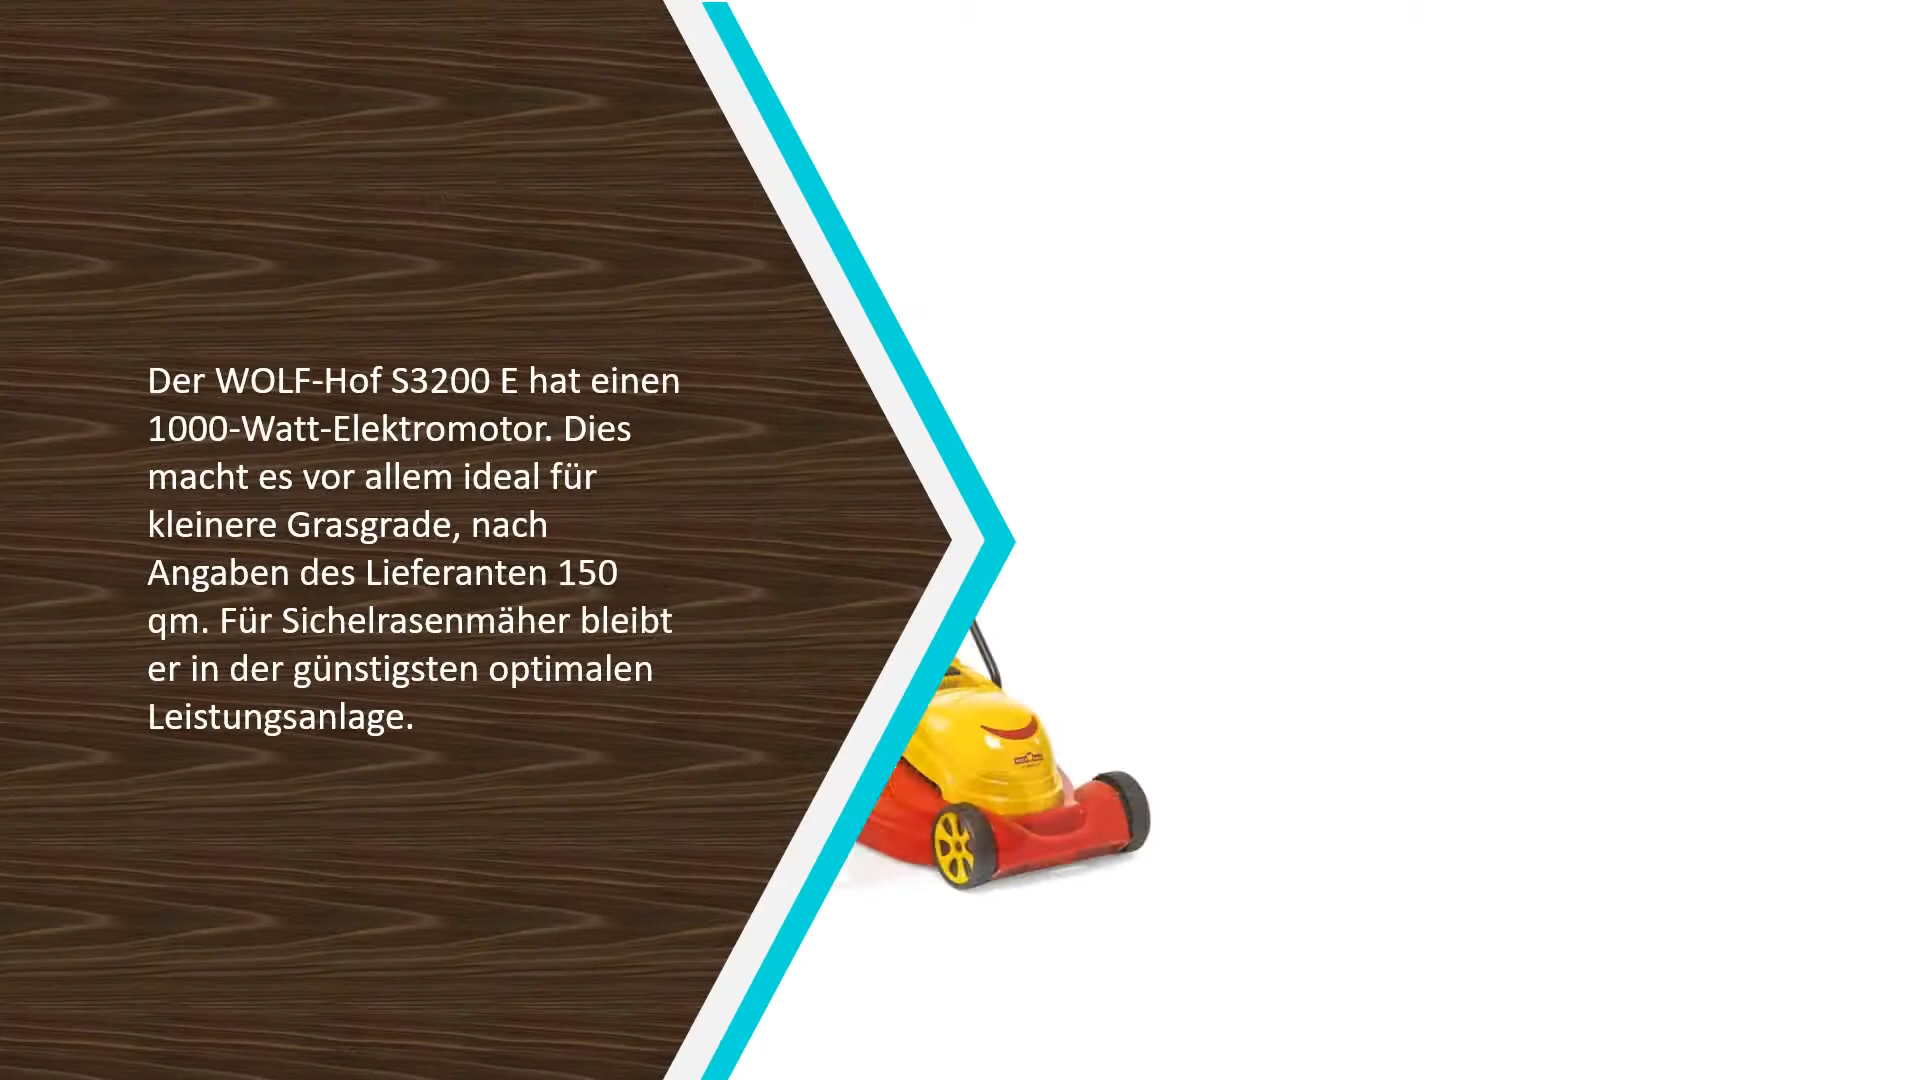 Der WOLF-Hof S3200 E hat einen
1000-Watt-Elektromotor. Dies
macht es vor allem ideal für
kleinere Grasgrade, nach
Angaben des Lieferanten 150
qm. Für Sichelrasenmäher bleibt
er in der günstigsten optimalen
Leistungsanlage.